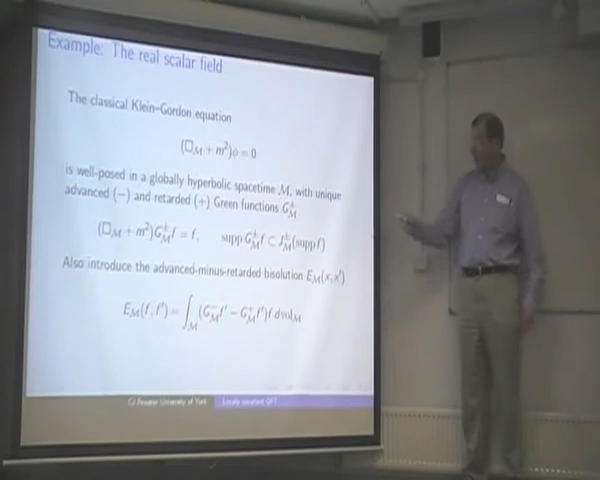 Example: The real scalar field
The classical Klein–Gordon equation
(□_M + m²)φ = 0
is well-posed in a globally hyperbolic spacetime M, with unique
advanced (−) and retarded (+) Green functions G^±_M
(□_M + m²)G^±_M f = f,   supp G^±_M f ⊂ J^±_M(supp f)
Also introduce the advanced-minus-retarded bisolution E_M(x, x′)
E_M(f, f′) = ∫_M (G^−_M f′ − G^+_M f′)f dvol_M
CJ Fewster University of York   Locally covariant QFT